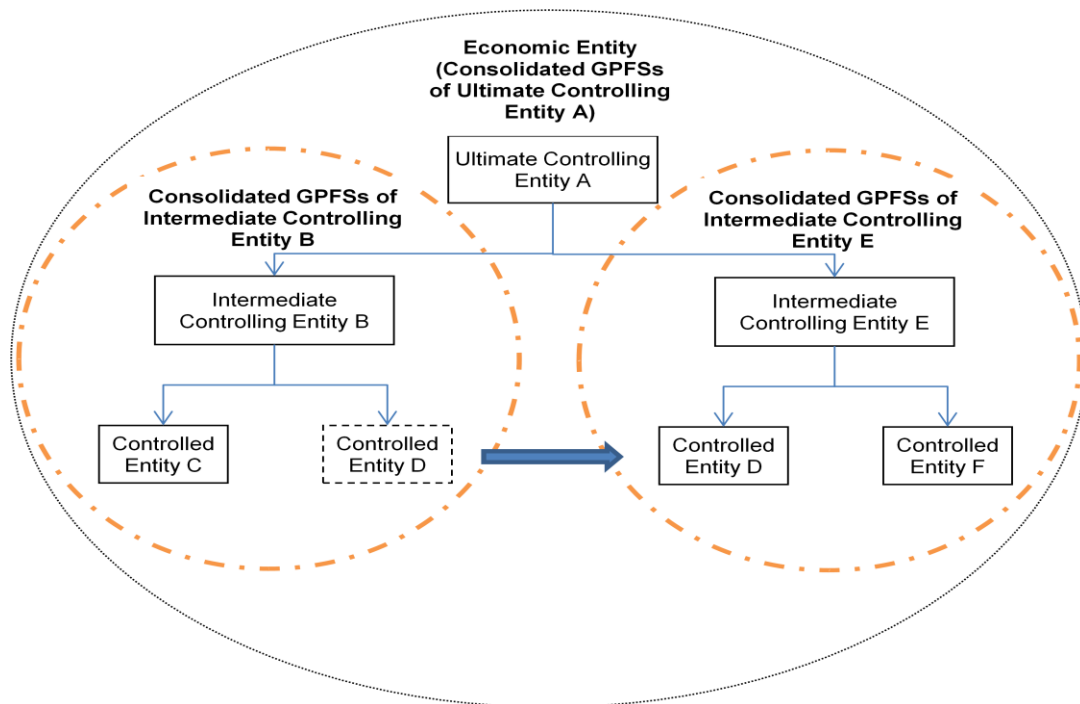 Economic Entity
(Consolidated GPFSs
of Ultimate Controlling
Entity A)
Ultimate Controlling
Entity A
Consolidated GPFSs of
Intermediate Controlling
Entity B
Consolidated GPFSs of
Intermediate Controlling
Entity E
Intermediate
Controlling Entity B
Intermediate
Controlling Entity E
Controlled
Entity C
Controlled
Entity D
Controlled
Entity D
Controlled
Entity F